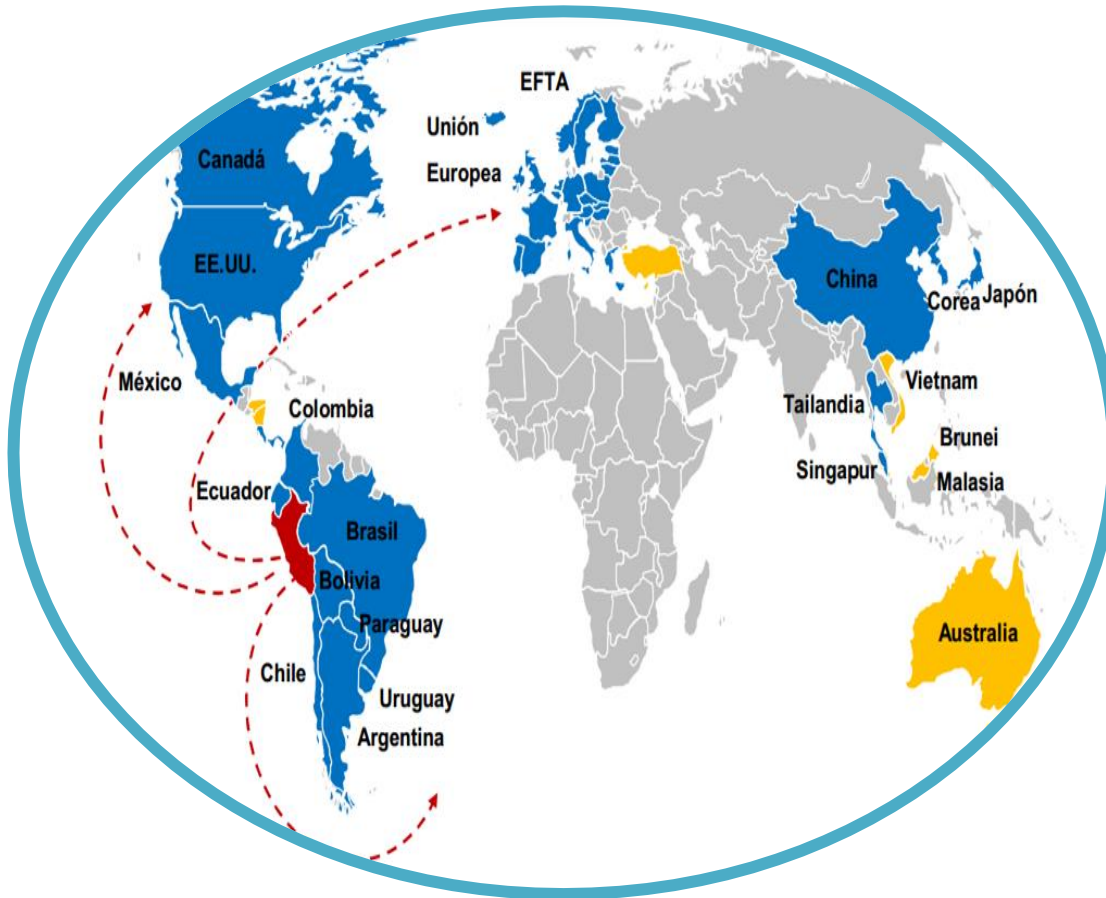 EFTA
Unión
Europea
Canadá
EE.UU.
China
Corea
Japón
México
Colombia
Vietnam
Tailandia
Brunei
Singapur
Malasia
Ecuador
Brasil
Bolivia
Paraguay
Australia
Chile
Uruguay
Argentina